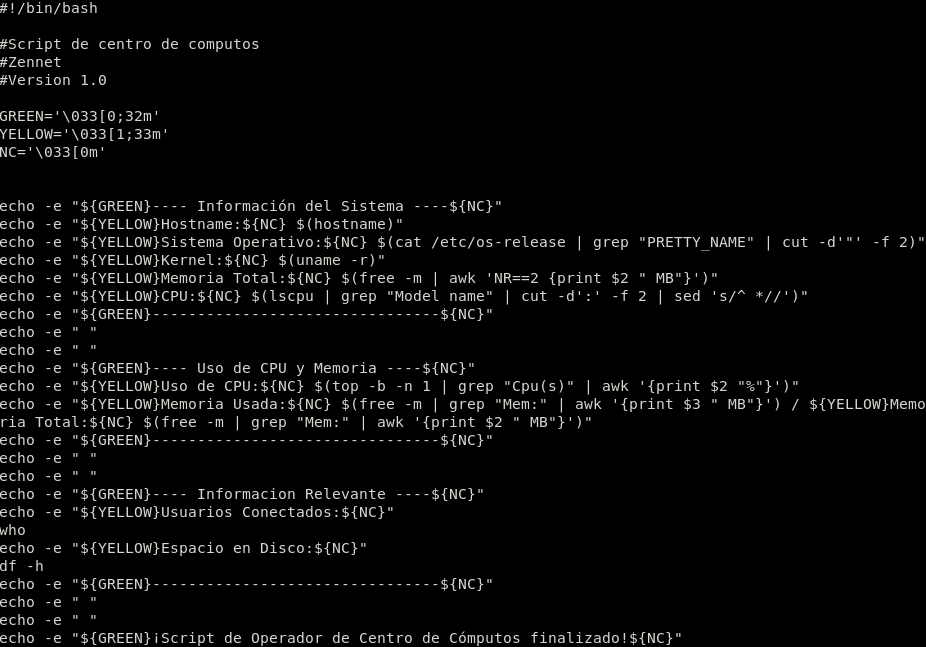 #!/bin/bash
#Script de centro de computos
#Zennet
#Version 1.0
GREEN='\033[0;32m'
YELLOW='\033[1;33m'
NC='\033[0m'
echo -e "${GREEN}---- Información del Sistema ----${NC}"
echo -e "${YELLOW}Hostname:${NC} $(hostname)"
echo -e "${YELLOW}Sistema Operativo:${NC} $(cat /etc/os-release | grep "PRETTY_NAME" | cut -d'"' -f 2)"
echo -e "${YELLOW}Kernel:${NC} $(uname -r)"
echo -e "${YELLOW}Memoria Total:${NC} $(free -m | awk 'NR==2 {print $2 " MB"}')"
echo -e "${YELLOW}CPU:${NC} $(lscpu | grep "Model name" | cut -d':' -f 2 | sed 's/^ *//')"
echo -e "${GREEN}--------------------------------${NC}"
echo -e " "
echo -e " "
echo -e "${GREEN}---- Uso de CPU y Memoria ----${NC}"
echo -e "${YELLOW}Uso de CPU:${NC} $(top -b -n 1 | grep "Cpu(s)" | awk '{print $2 "%"}')"
echo -e "${YELLOW}Memoria Usada:${NC} $(free -m | grep "Mem:" | awk '{print $3 " MB"}') / ${YELLOW}Memo
ria Total:${NC} $(free -m | grep "Mem:" | awk '{print $2 " MB"}')"
echo -e "${GREEN}--------------------------------${NC}"
echo -e " "
echo -e " "
echo -e "${GREEN}---- Informacion Relevante ----${NC}"
echo -e "${YELLOW}Usuarios Conectados:${NC}"
who
echo -e "${YELLOW}Espacio en Disco:${NC}"
df -h
echo -e "${GREEN}--------------------------------${NC}"
echo -e " "
echo -e " "
echo -e "${GREEN}¡Script de Operador de Centro de Cómputos finalizado!${NC}"